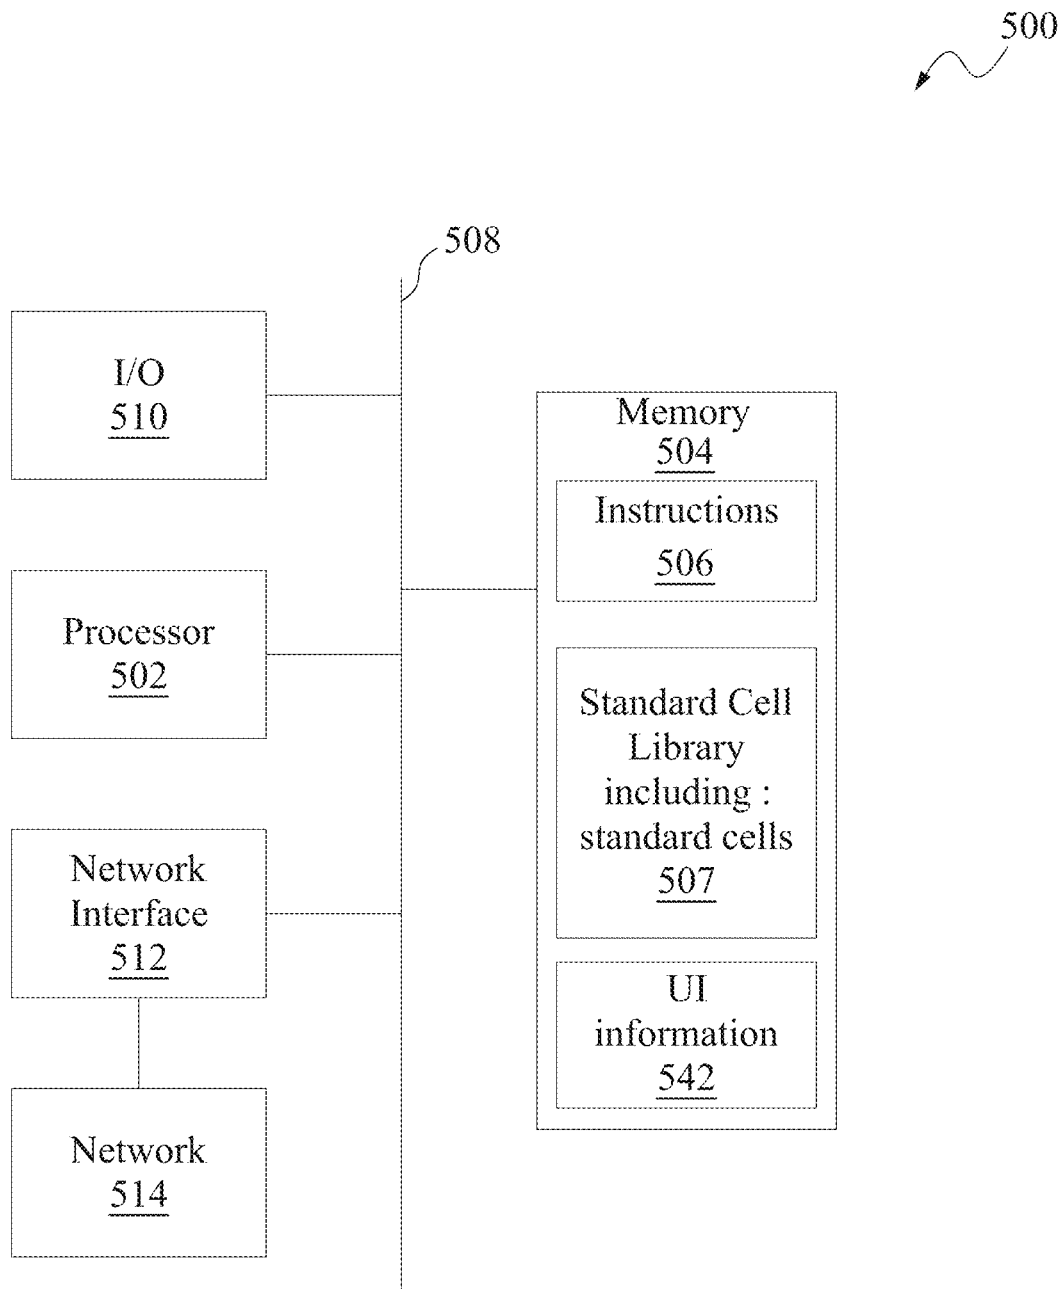 500
508
I/O
510
Processor
502
Network
Interface
512
Network
514
Memory
504
Instructions
506
Standard Cell
Library
including :
standard cells
507
UI
information
542